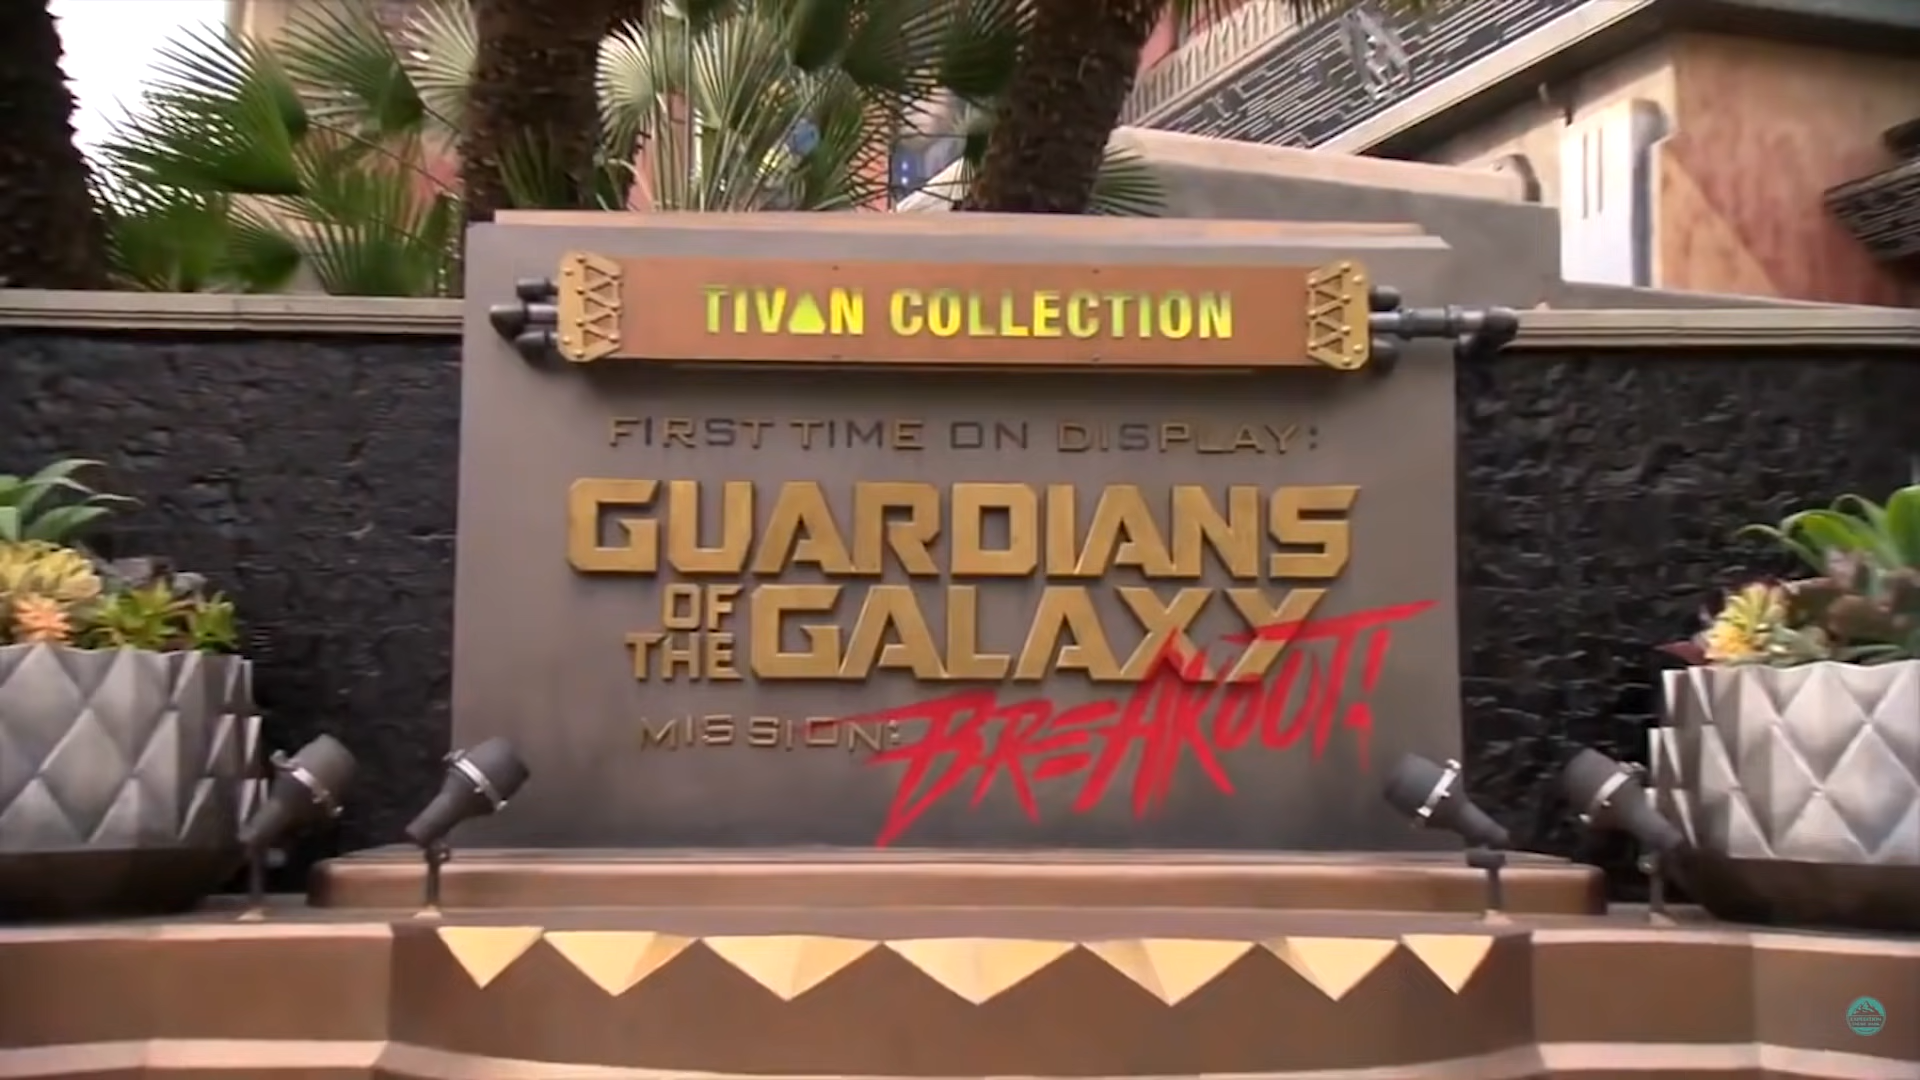 TIVAN COLLECTION
FIRST TIME ON DISPLAY:
GUARDIANS
OF THE GALAXY
MISSION: BREAKOUT!